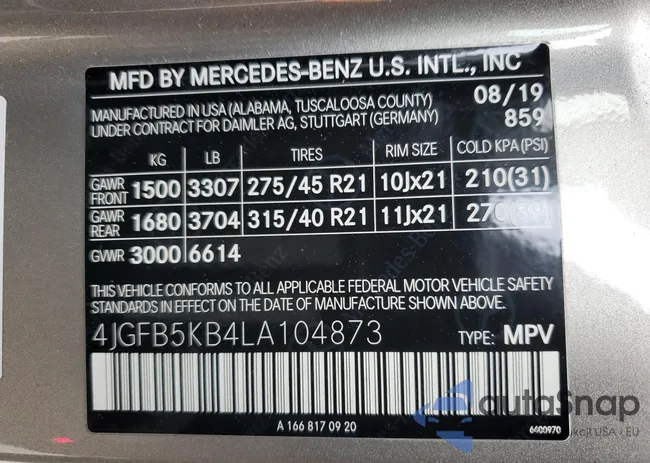 MFD BY MERCEDES-BENZ U.S. INTL., INC
MANUFACTURED IN USA (ALABAMA, TUSCALOOSA COUNTY) 08/19
UNDER CONTRACT FOR DAIMLER AG, STUTTGART (GERMANY) 859
KG LB TIRES RIM SIZE COLD KPA (PSI)
GAWR FRONT 1500 3307 275/45 R21 10Jx21 210(31)
GAWR REAR 1680 3704 315/40 R21 11Jx21
GVWR 3000 6614
THIS VEHICLE CONFORMS TO ALL APPLICABLE FEDERAL MOTOR VEHICLE SAFETY
STANDARDS IN EFFECT ON THE DATE OF MANUFACTURE SHOWN ABOVE.
4JGFB5KB4LA104873 TYPE: MPV
A 166 817 09 20 6400970
autoSnap
USA | EU